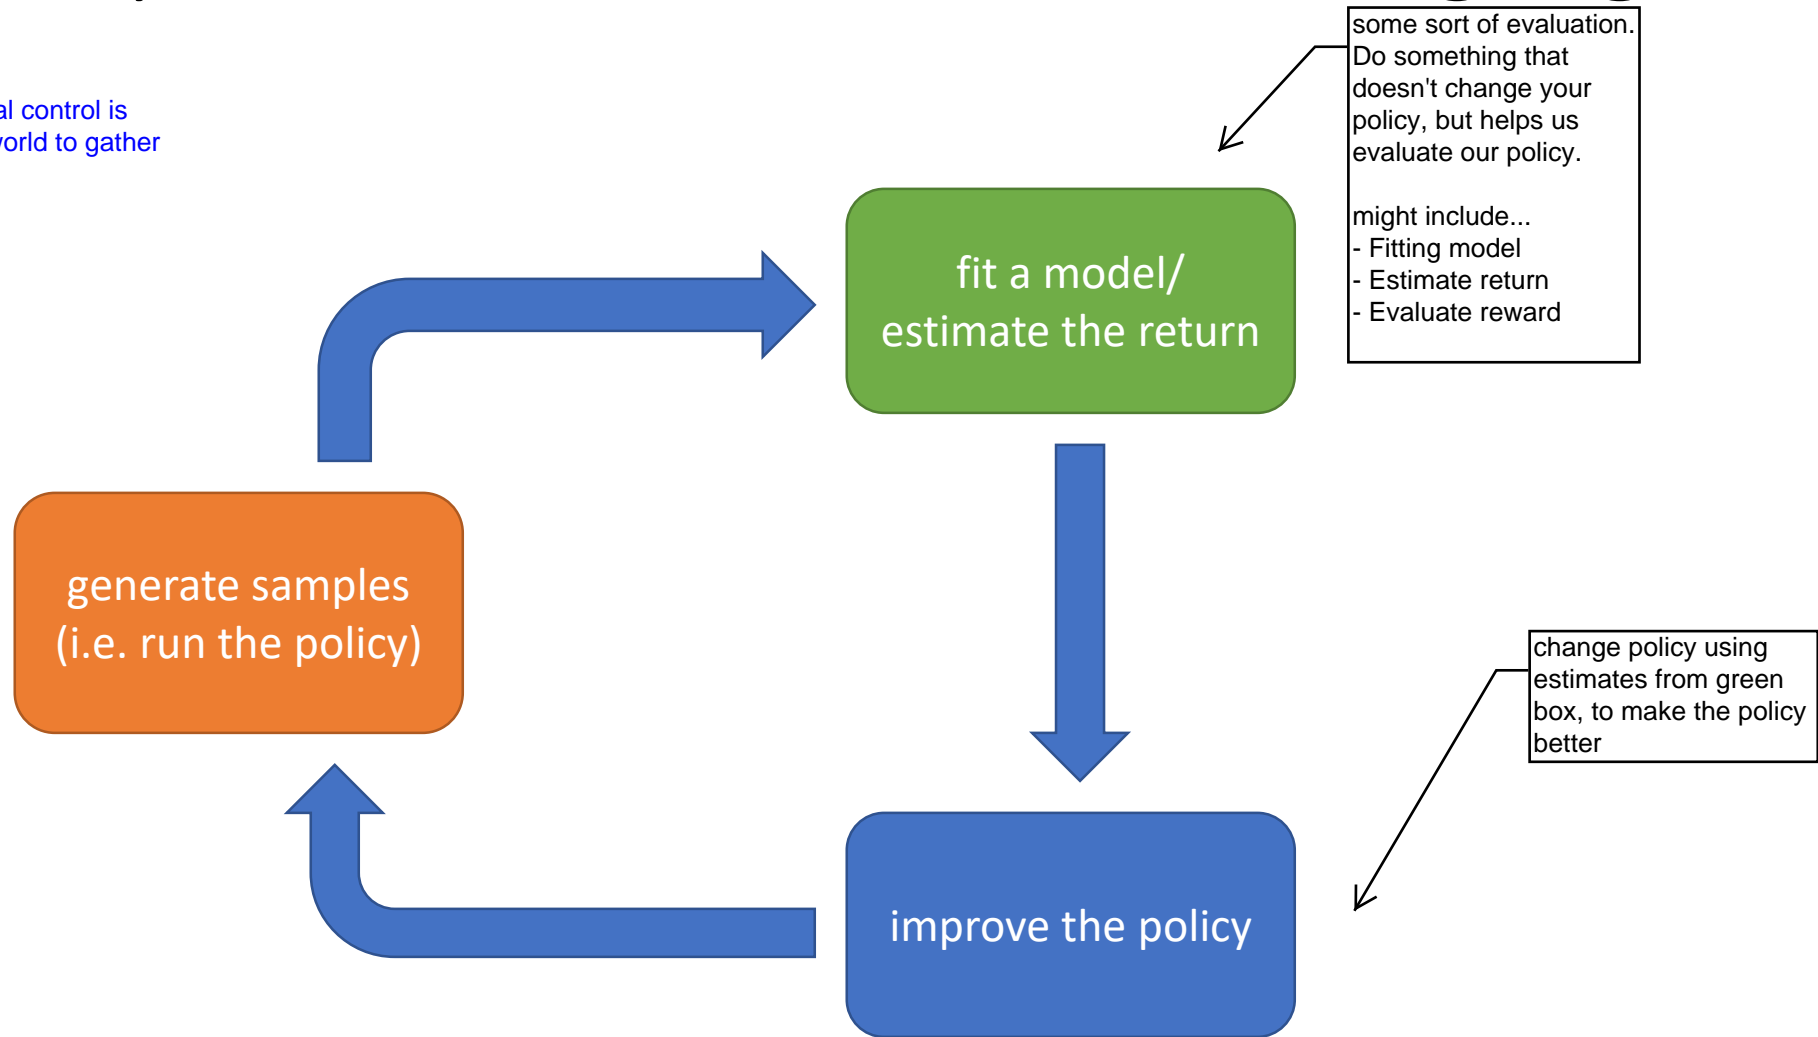 some sort of evaluation.
Do something that
doesn't change your
policy, but helps us
evaluate our policy.
might include...
- Fitting model
- Estimate return
- Evaluate reward
al control is
world to gather
fit a model/
estimate the return
generate samples
(i.e. run the policy)
change policy using
estimates from green
box, to make the policy
better
improve the policy